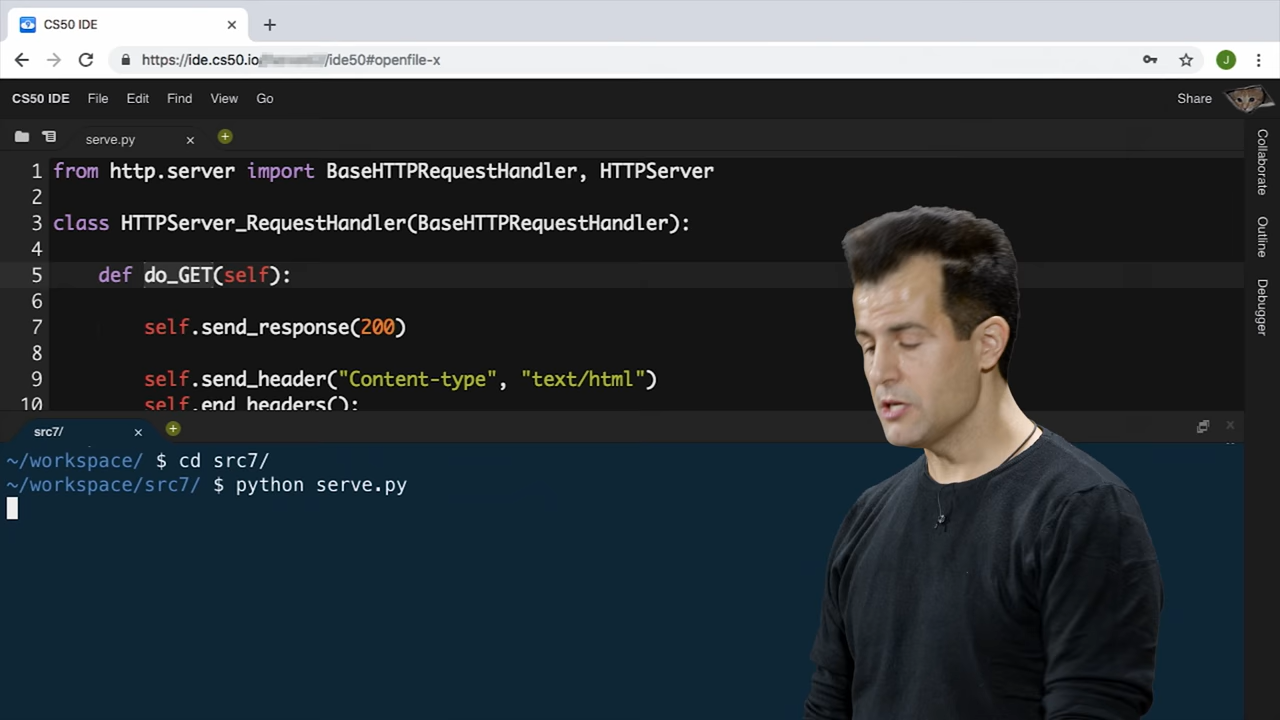 CS50 IDE
https://ide.cs50.io/ide50#openfile-x
J
CS50 IDE File Edit Find View Go
Share
serve.py
1 from http.server import BaseHTTPRequestHandler, HTTPServer
2
3 class HTTPServer_RequestHandler(BaseHTTPRequestHandler):
4
5 def do_GET(self):
6
7 self.send_response(200)
8
9 self.send_header("Content-type", "text/html")
10 self.end_headers();
Collaborate
Outline
Debugger
src7/
~/workspace/ $ cd src7/
~/workspace/src7/ $ python serve.py